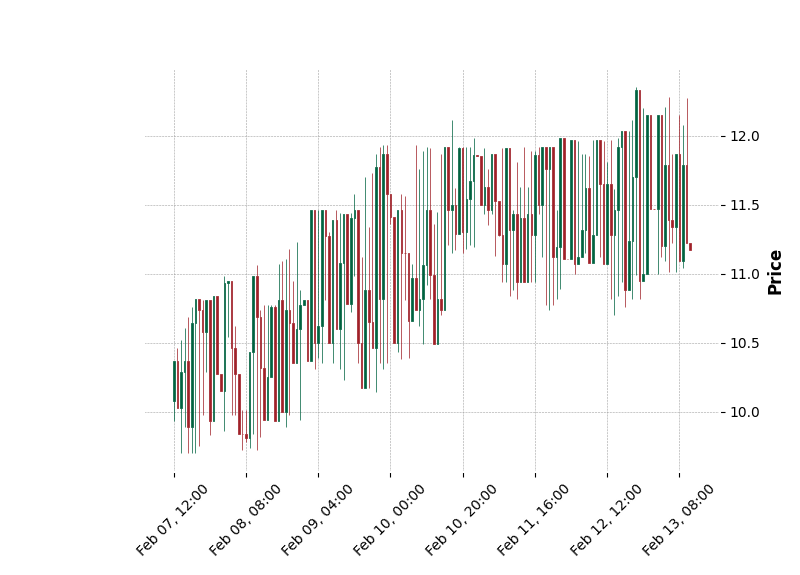 12.0
11.5
11.0
10.5
10.0
Price
Feb 07, 12:00
Feb 08, 08:00
Feb 09, 04:00
Feb 10, 00:00
Feb 10, 20:00
Feb 11, 16:00
Feb 12, 12:00
Feb 13, 08:00